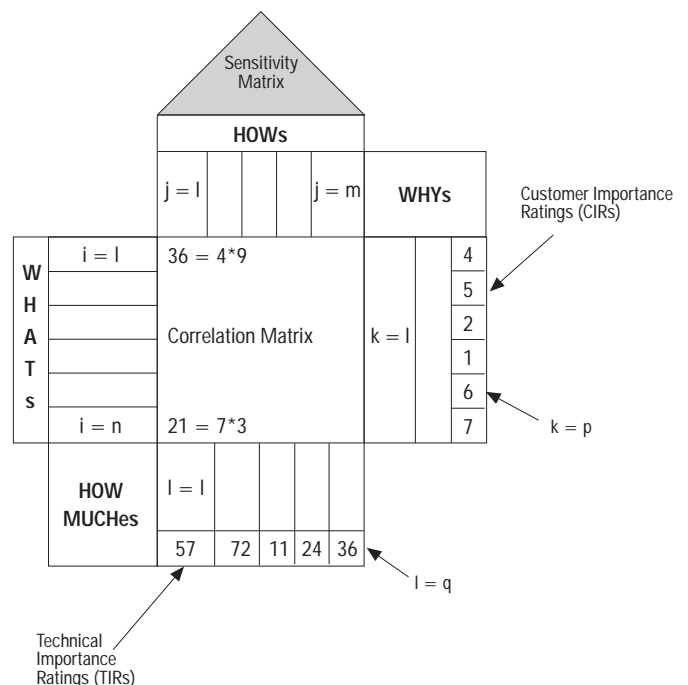 Sensitivity
Matrix
HOWs
j = l
j = m
WHYs
Customer Importance
Ratings (CIRs)
W
H
A
T
s
i = l
i = n
36 = 4*9
Correlation Matrix
21 = 7*3
k = l
4
5
2
1
6
7
k = p
HOW
MUCHes
l = l
57 72 11 24 36
l = q
Technical
Importance
Ratings (TIRs)